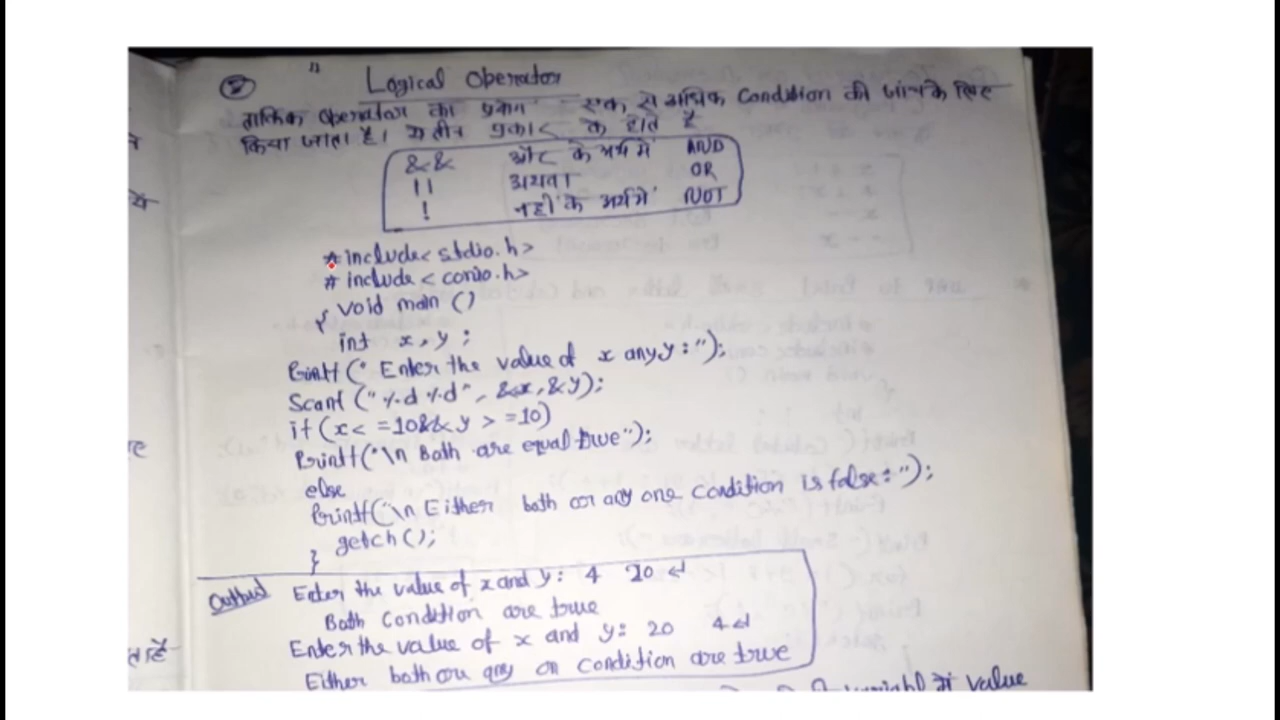 Logical Operator
तार्किक Operator का प्रयोग एक से अधिक Condition की जांच के लिए
किया जाता है। ये तीन प्रकार के होते है
&& और के अर्थ में AND
|| अथवा OR
! नहीं के अर्थ में NOT
#include< stdio.h>
# include < conio.h>
void main ()
{
int x, y ;
Printf (" Enter the value of x any y :");
Scanf ("%d %d", &x, &y);
if (x< =10&& y > =10)
Printf("\n Both are equal true");
else
Printf("\n Either both or any one condition is false:");
getch ();
}
Output Enter the value of x and y: 4 20 ↵
Both Condition are true
Enter the value of x and y: 20 4↵
Either both or any on condition are true
variabl में value